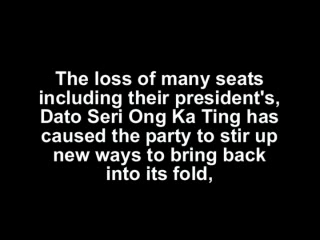 The loss of many seats
including their president's,
Dato Seri Ong Ka Ting has
caused the party to stir up
new ways to bring back
into its fold,